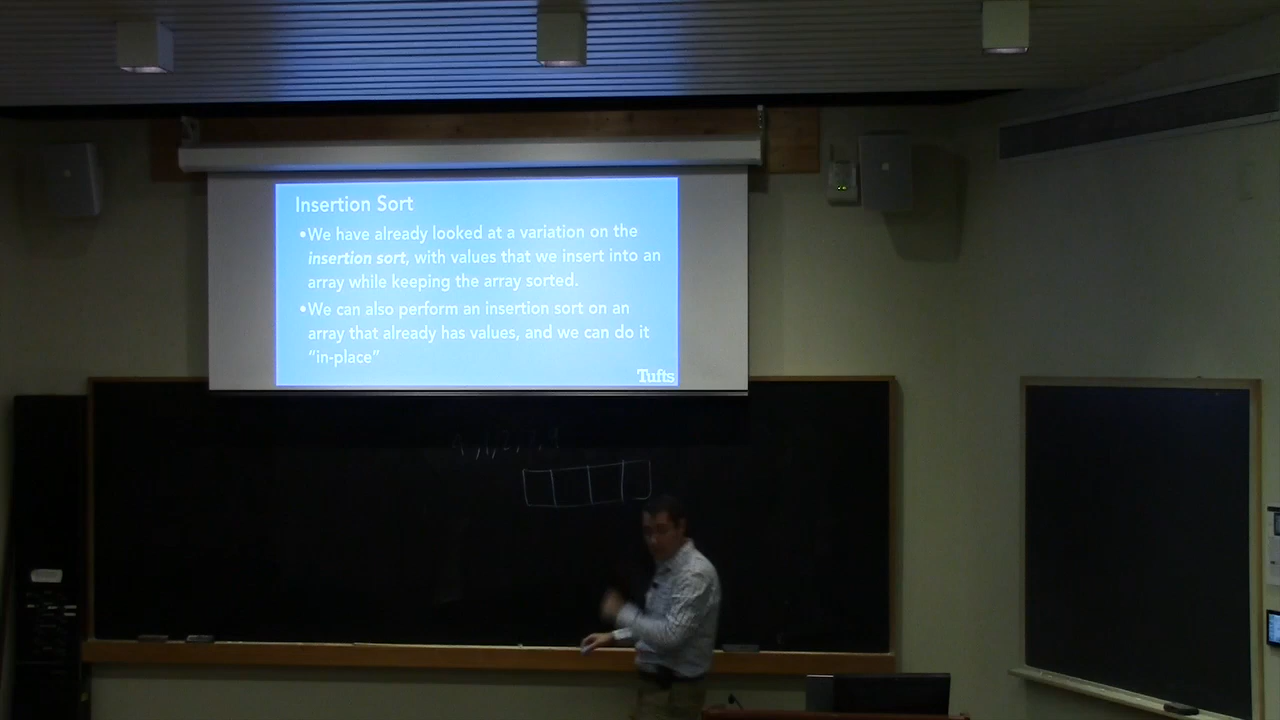 Insertion Sort
•We have already looked at a variation on the
insertion sort, with values that we insert into an
array while keeping the array sorted.
•We can also perform an insertion sort on an
array that already has values, and we can do it
“in-place”
Tufts